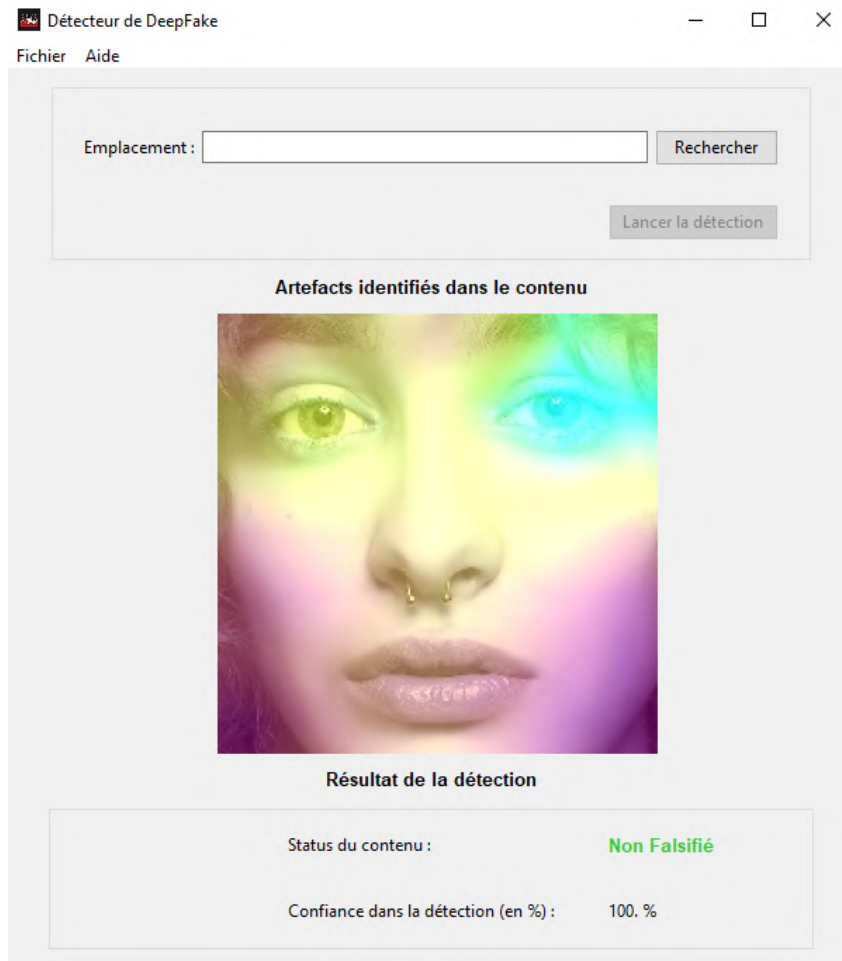 Détecteur de DeepFake
Fichier Aide
Emplacement :
Rechercher
Lancer la détection
Artefacts identifiés dans le contenu
Résultat de la détection
Status du contenu : Non Falsifié
Confiance dans la détection (en %) : 100. %